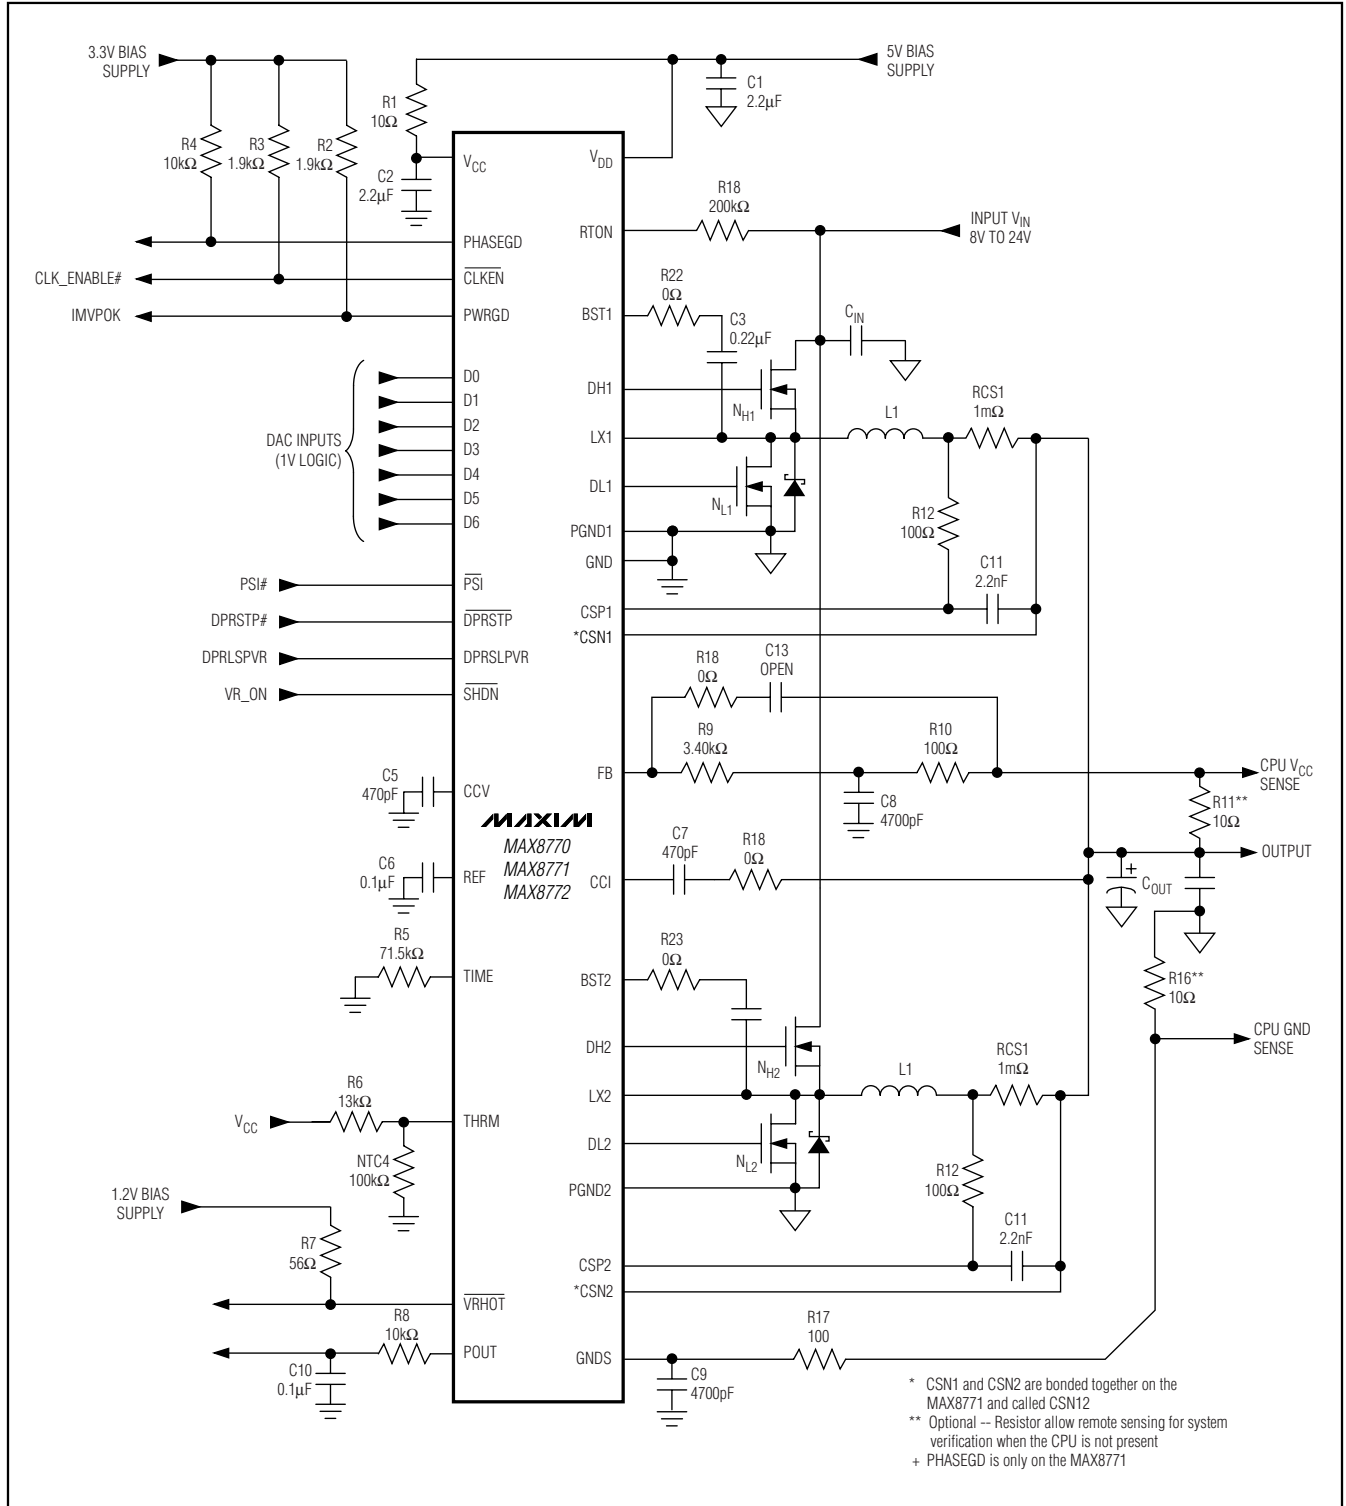 3.3V BIAS
SUPPLY
5V BIAS
SUPPLY
C1
2.2μF
R1
10Ω
R4
10kΩ
R3
1.9kΩ
R2
1.9kΩ
C2
2.2μF
VCC
VDD
R18
200kΩ
INPUT VIN
8V TO 24V
PHASEGD
RTON
CLK_ENABLE#
CLKEN
R22
0Ω
IMVPOK
PWRGD
BST1
C3
0.22μF
CIN
DAC INPUTS
(1V LOGIC)
D0
D1
D2
D3
D4
D5
D6
DH1
NH1
LX1
L1
RCS1
1mΩ
DL1
NL1
R12
100Ω
PGND1
GND
C11
2.2nF
CSP1
*CSN1
PSI#
PSI
DPRSTP#
DPRSTP
DPRLSPVR
DPRSLPVR
VR_ON
SHDN
R18
0Ω
C13
OPEN
R9
3.40kΩ
R10
100Ω
FB
CPU VCC
SENSE
C8
4700pF
R11**
10Ω
C5
470pF
CCV
MAXIM
MAX8770
MAX8771
MAX8772
C6
0.1μF
REF
C7
470pF
R18
0Ω
CCI
OUTPUT
+
COUT
R5
71.5kΩ
TIME
R23
0Ω
BST2
R16**
10Ω
CPU GND
SENSE
DH2
NH2
LX2
L1
RCS1
1mΩ
R6
13kΩ
VCC
THRM
NTC4
100kΩ
DL2
NL2
R12
100Ω
PGND2
1.2V BIAS
SUPPLY
R7
56Ω
C11
2.2nF
CSP2
*CSN2
VRHOT
R8
10kΩ
POUT
C10
0.1μF
R17
100
GNDS
C9
4700pF
* CSN1 and CSN2 are bonded together on the
MAX8771 and called CSN12
** Optional -- Resistor allow remote sensing for system
verification when the CPU is not present
+ PHASEGD is only on the MAX8771